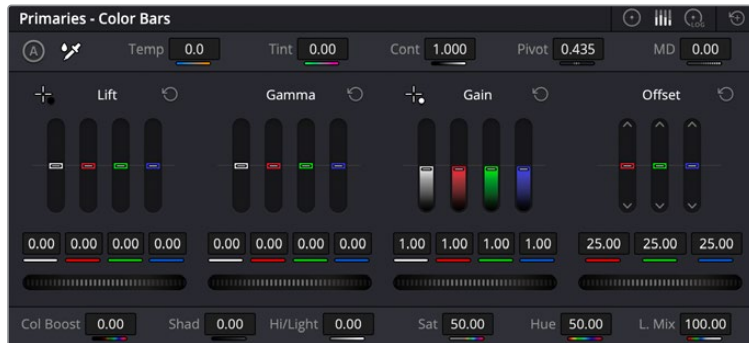 Primaries - Color Bars LOG
A Temp 0.0 Tint 0.00 Cont 1.000 Pivot 0.435 MD 0.00
Lift Gamma Gain Offset
0.00 0.00 0.00 0.00 0.00 0.00 0.00 0.00 1.00 1.00 1.00 1.00 25.00 25.00 25.00
Col Boost 0.00 Shad 0.00 Hi/Light 0.00 Sat 50.00 Hue 50.00 L. Mix 100.00